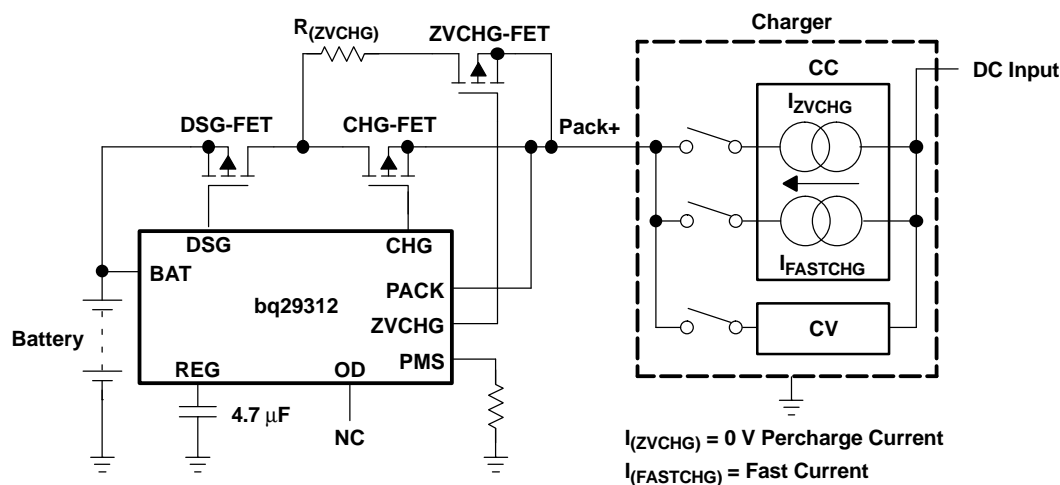 R(ZVCHG)
ZVCHG-FET
Charger
CC
DC Input
IZVCHG
DSG-FET
CHG-FET
Pack+
DSG
CHG
BAT
PACK
IFASTCHG
bq29312
ZVCHG
CV
Battery
PMS
REG
OD
4.7 μF
NC
I(ZVCHG) = 0 V Percharge Current
I(FASTCHG) = Fast Current